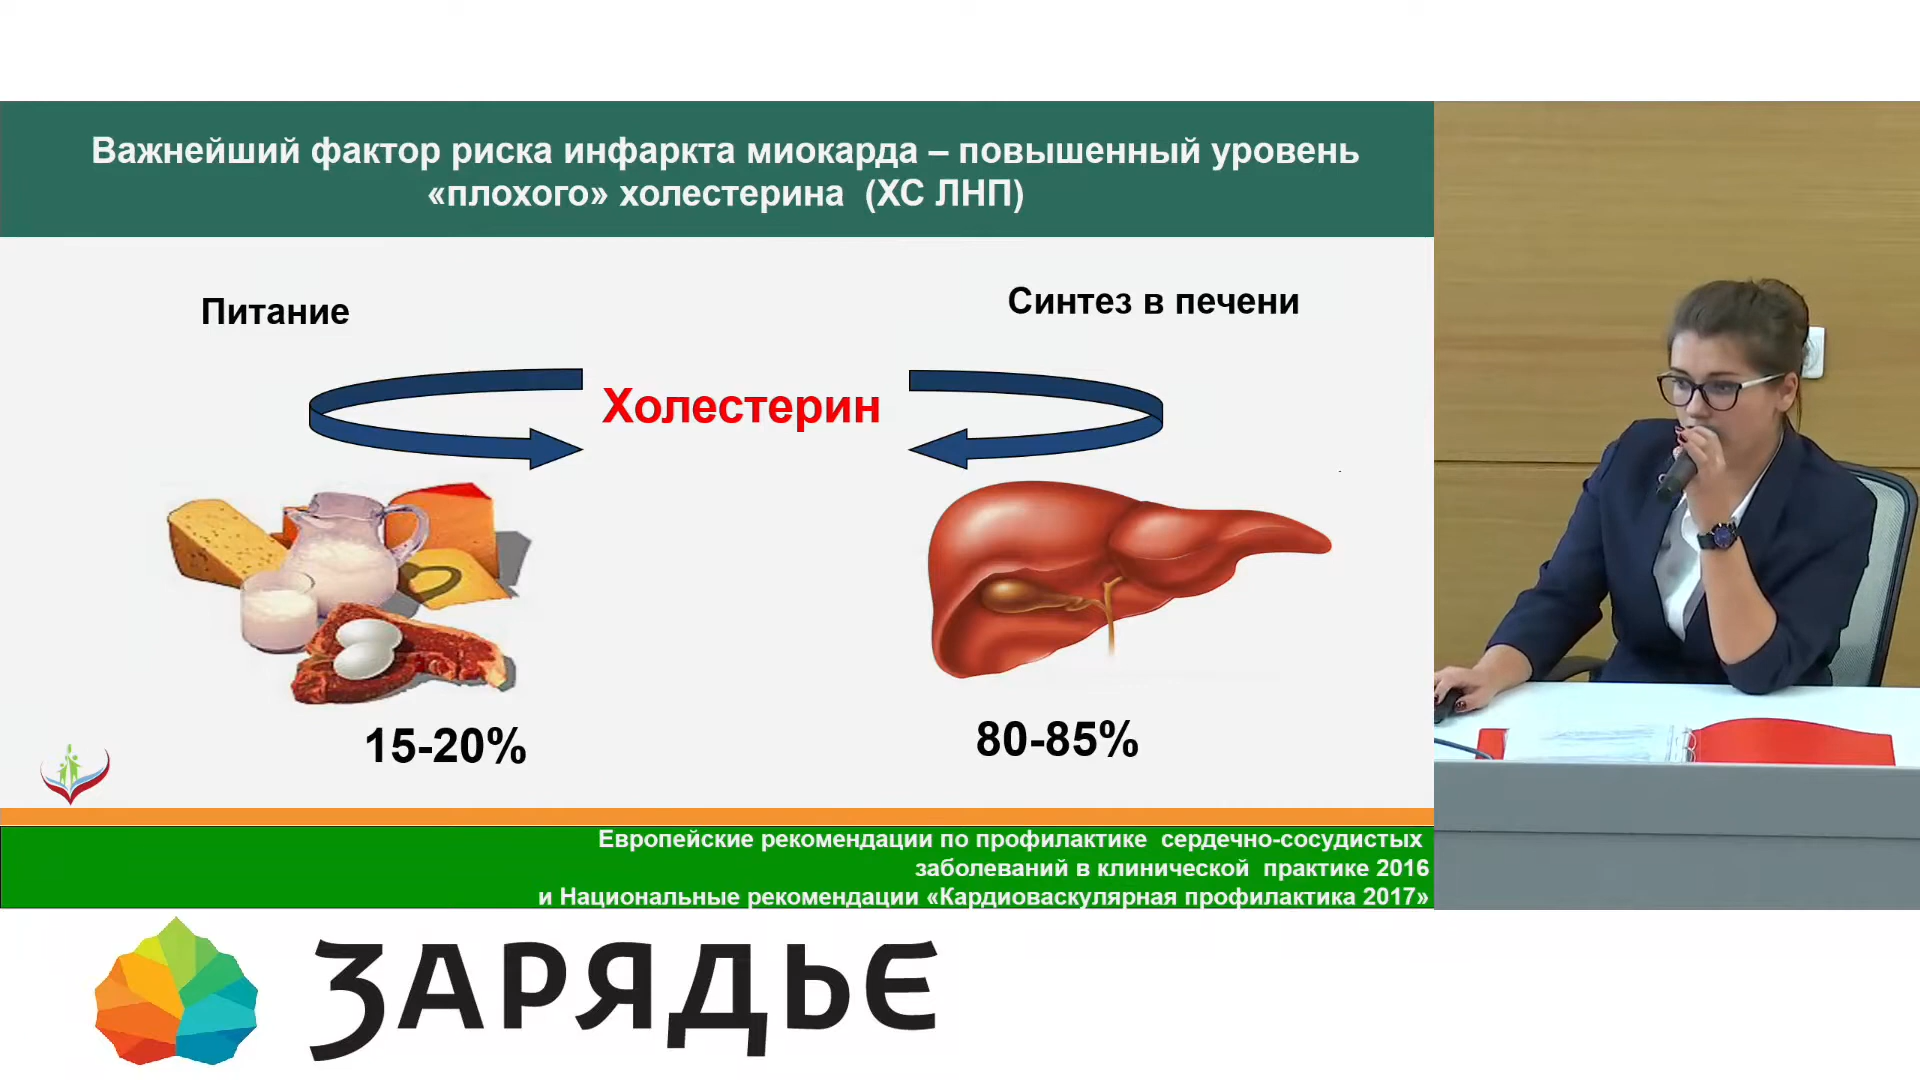 Важнейший фактор риска инфаркта миокарда – повышенный уровень
«плохого» холестерина (ХС ЛНП)
Питание
Синтез в печени
Холестерин
15-20%
80-85%
Европейские рекомендации по профилактике сердечно-сосудистых
заболеваний в клинической практике 2016
и Национальные рекомендации «Кардиоваскулярная профилактика 2017»
ЗАРЯДЬЕ